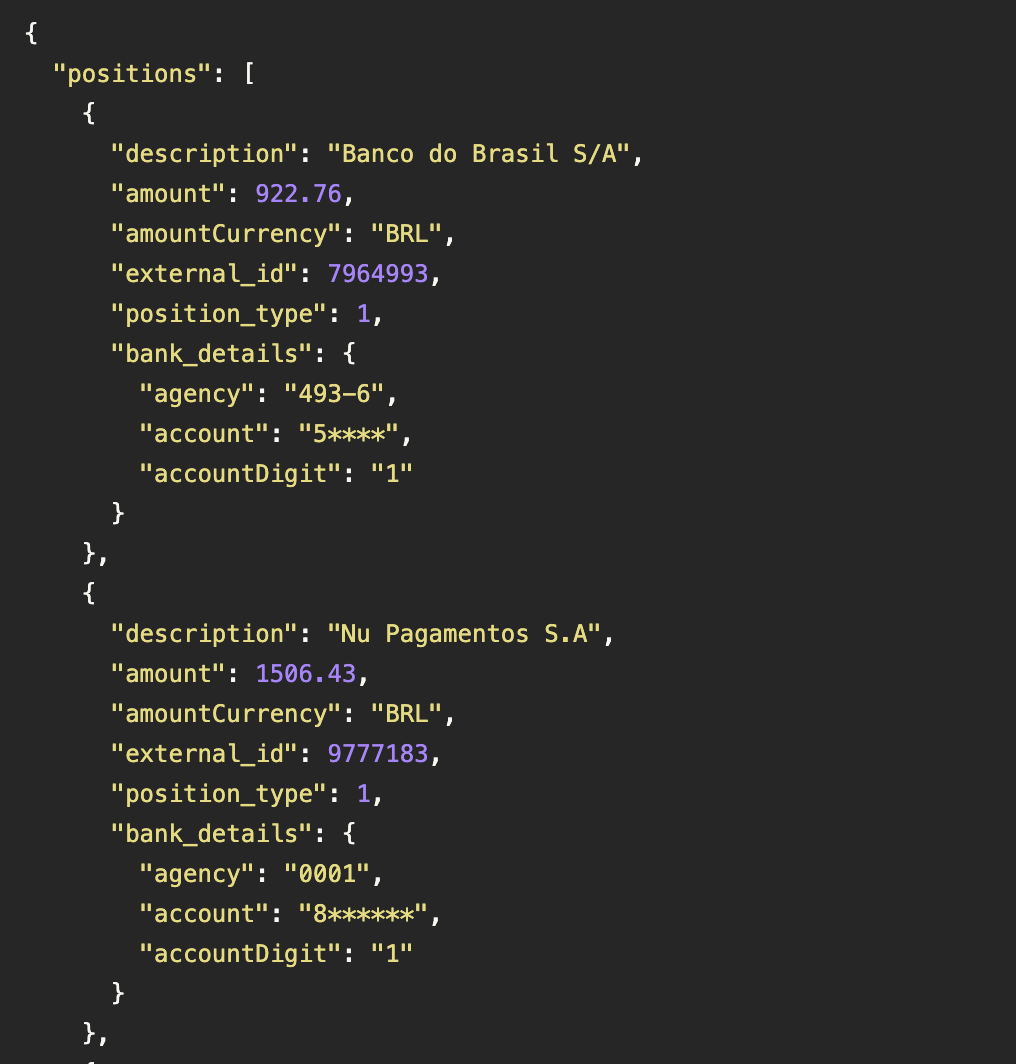 {
"positions": [
{
"description": "Banco do Brasil S/A",
"amount": 922.76,
"amountCurrency": "BRL",
"external_id": 7964993,
"position_type": 1,
"bank_details": {
"agency": "493-6",
"account": "5****",
"accountDigit": "1"
}
},
{
"description": "Nu Pagamentos S.A",
"amount": 1506.43,
"amountCurrency": "BRL",
"external_id": 9777183,
"position_type": 1,
"bank_details": {
"agency": "0001",
"account": "8******",
"accountDigit": "1"
}
},